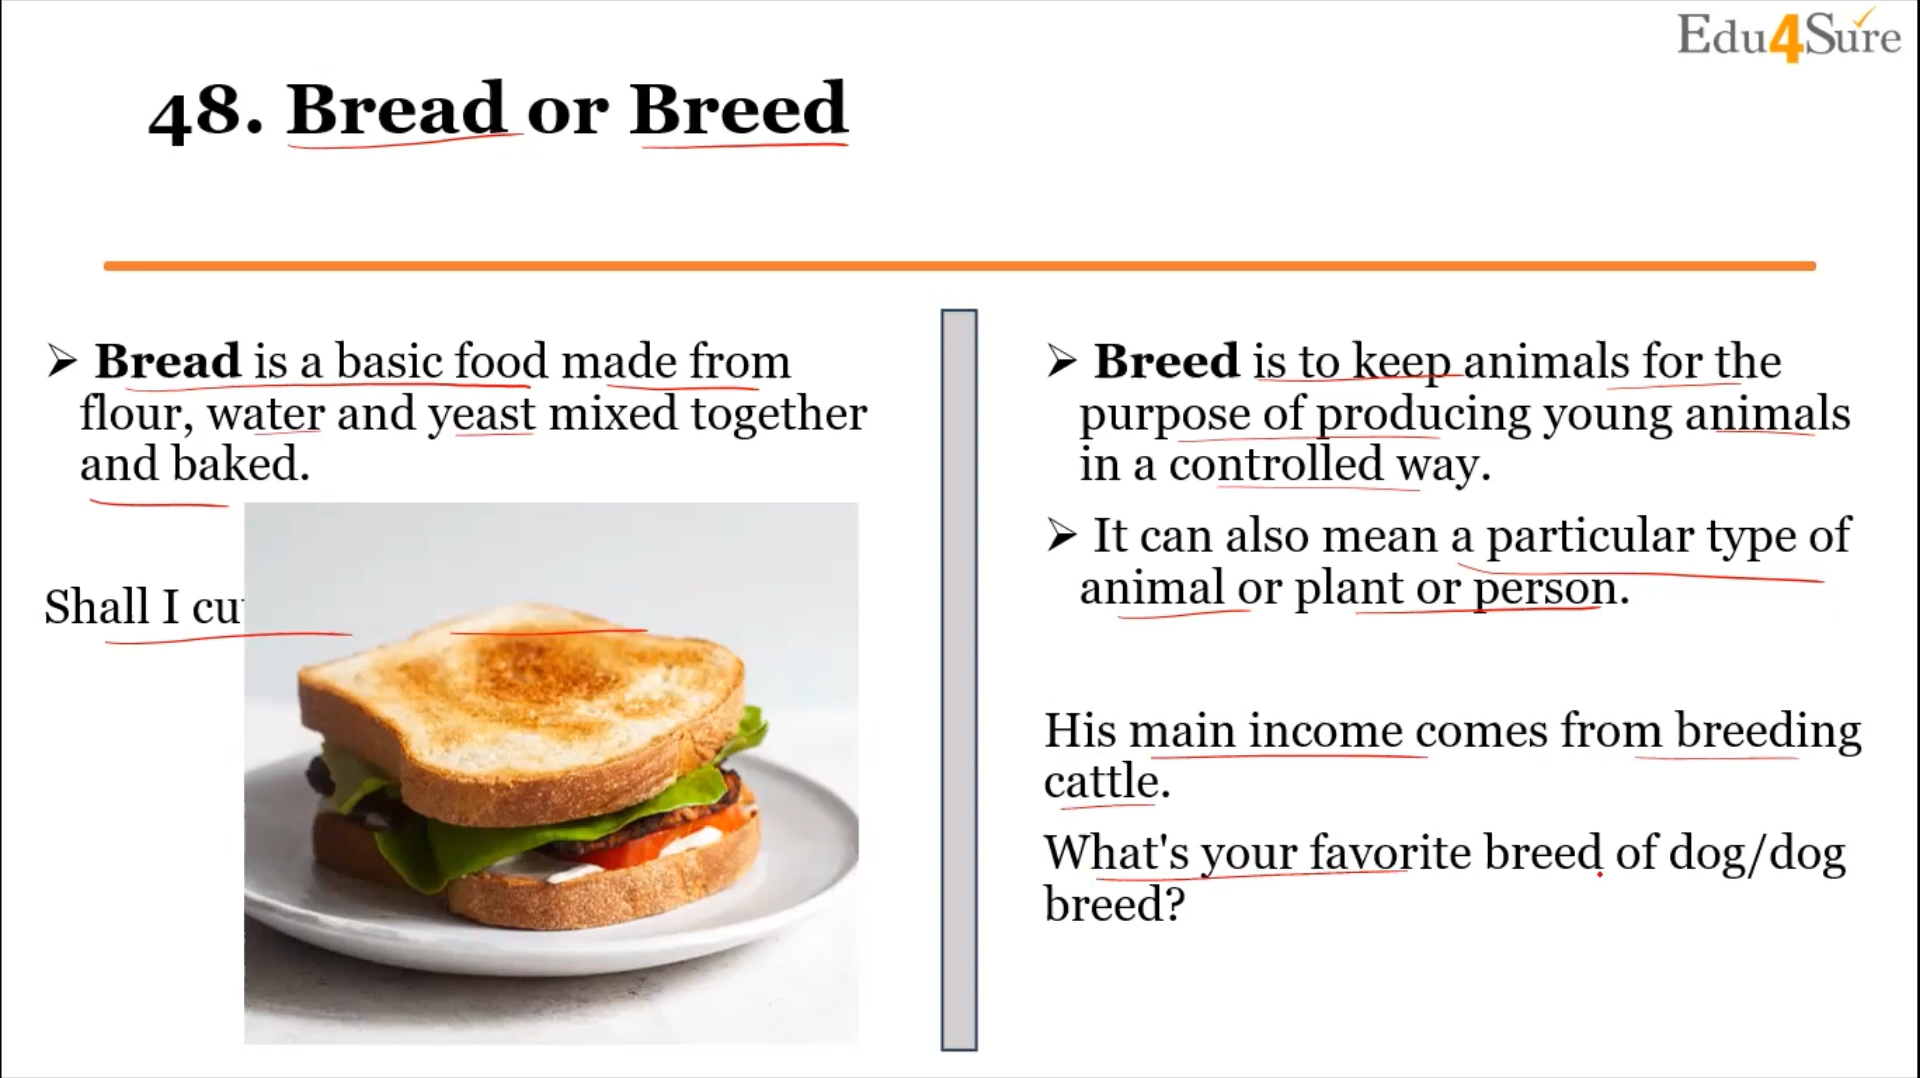 Edu4Sure
48. Bread or Breed
➢ Bread is a basic food made from
flour, water and yeast mixed together
and baked.
Shall I
➢ Breed is to keep animals for the
purpose of producing young animals
in a controlled way.
➢ It can also mean a particular type of
animal or plant or person.
His main income comes from breeding
cattle.
What's your favorite breed of dog/dog
breed?